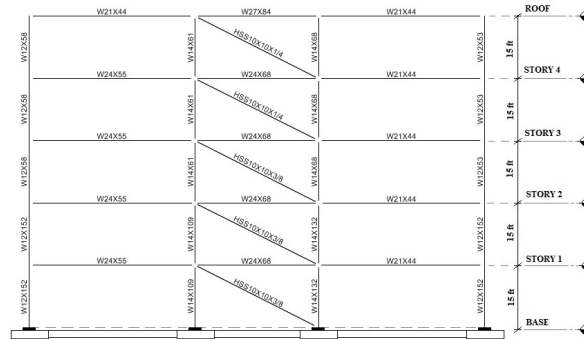 W21X44 W27X84 W21X44 ROOF
W12X58 W14X61 HSS10X10X1/4 W14X68 W12X53 15 ft
W24X55 W24X68 W21X44 STORY 4
W12X58 W14X61 HSS10X10X1/4 W14X68 W12X53 15 ft
W24X55 W24X68 W21X44 STORY 3
W12X58 W14X61 HSS10X10X3/8 W14X68 W12X53 15 ft
W24X55 W24X68 W21X44 STORY 2
W12X152 W14X109 HSS10X10X3/8 W14X132 W12X152 15 ft
W24X55 W24X68 W21X44 STORY 1
W12X152 W14X109 HSS10X10X3/8 W14X132 W12X152 15 ft
BASE